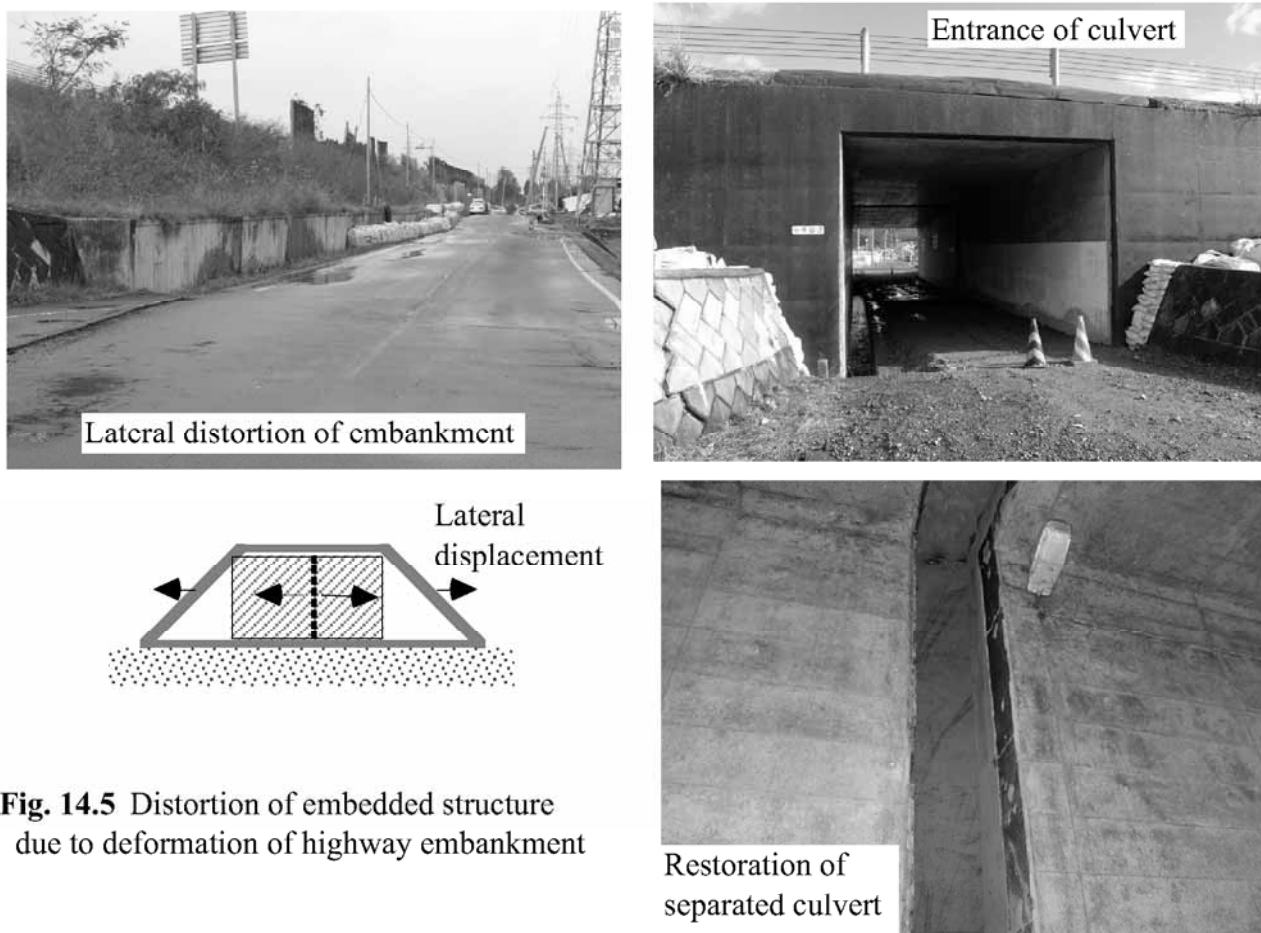 Lateral distortion of embankment
Entrance of culvert
Lateral
displacement
Fig. 14.5 Distortion of embedded structure
due to deformation of highway embankment
Restoration of
separated culvert